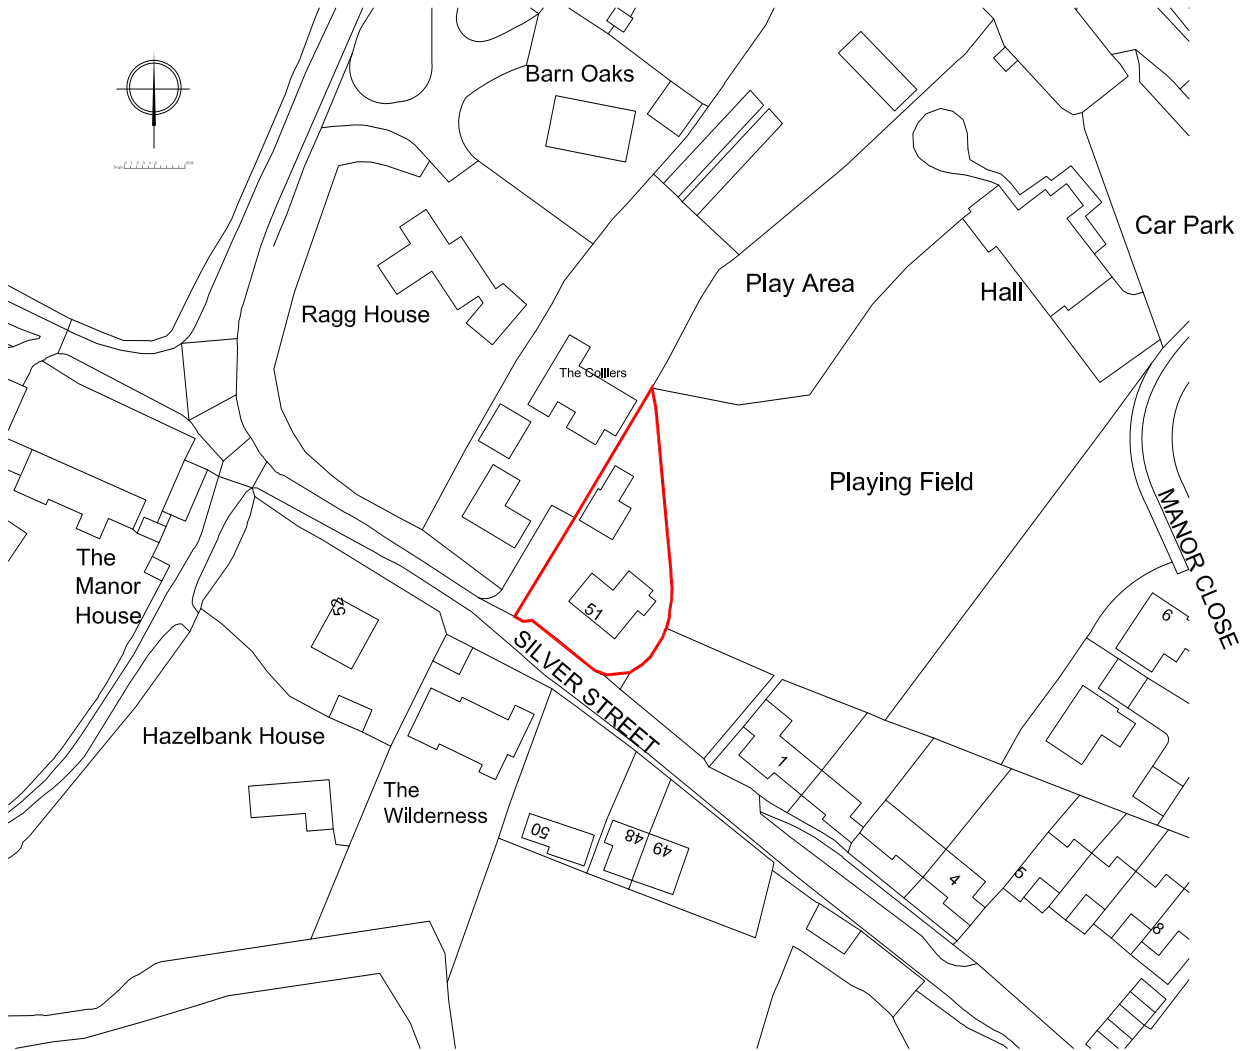 Barn Oaks
Car Park
Play Area
Hall
Ragg House
The Colliers
Playing Field
MANOR CLOSE
The
Manor
House
54
51
6
SILVER STREET
Hazelbank House
1
The
Wilderness
50
48
49
4
5
8